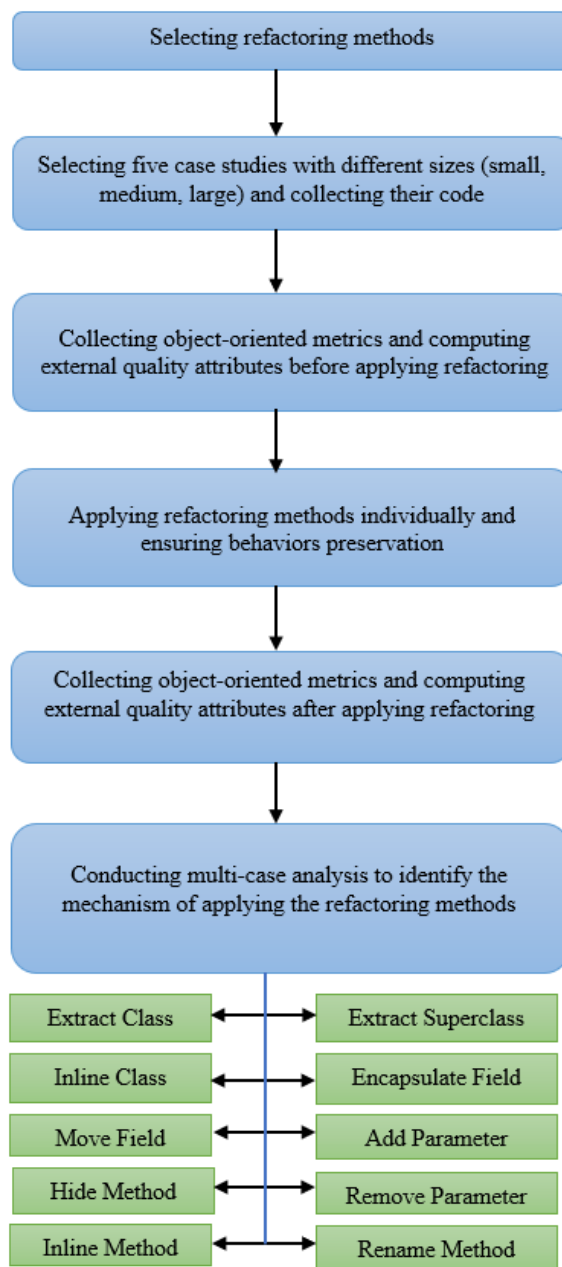 Selecting refactoring methods
Selecting five case studies with different sizes (small,
medium, large) and collecting their code
Collecting object-oriented metrics and computing
external quality attributes before applying refactoring
Applying refactoring methods individually and
ensuring behaviors preservation
Collecting object-oriented metrics and computing
external quality attributes after applying refactoring
Conducting multi-case analysis to identify the
mechanism of applying the refactoring methods
Extract Class
Extract Superclass
Inline Class
Encapsulate Field
Move Field
Add Parameter
Hide Method
Remove Parameter
Inline Method
Rename Method